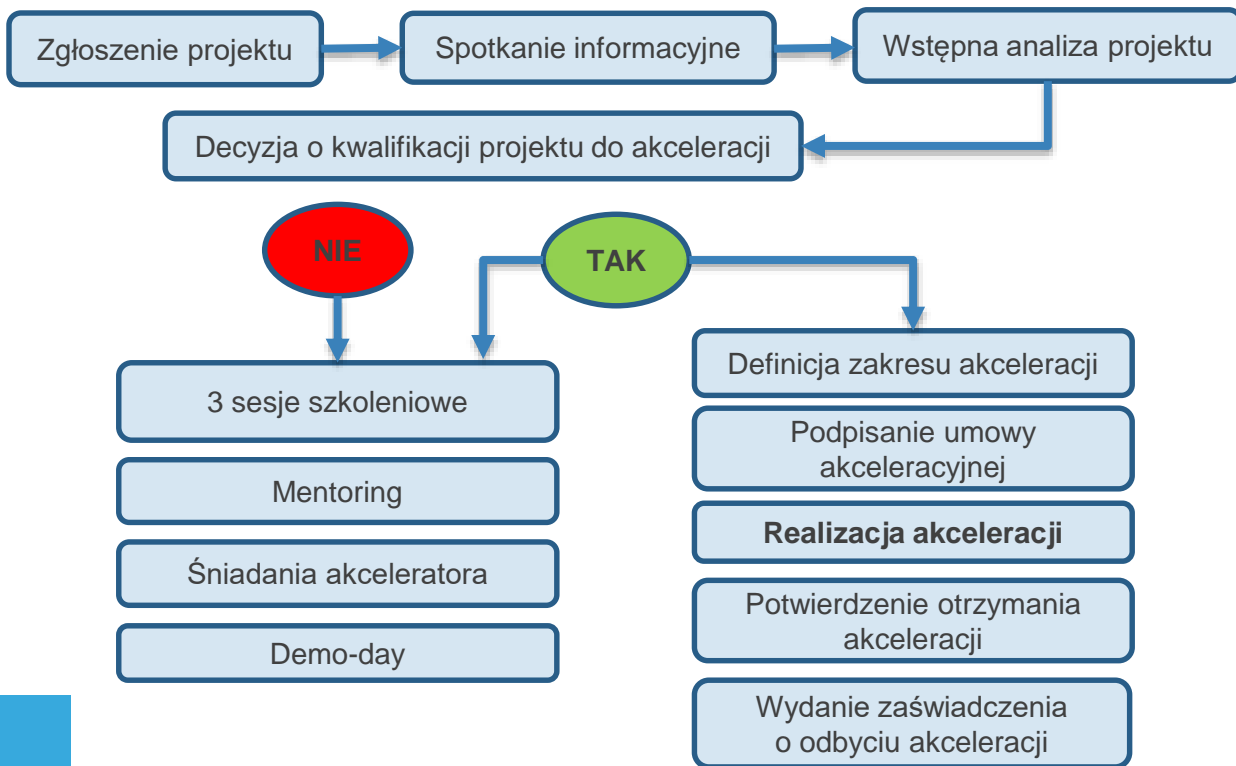 Zgłoszenie projektu
Spotkanie informacyjne
Wstępna analiza projektu
Decyzja o kwalifikacji projektu do akceleracji
NIE
TAK
3 sesje szkoleniowe
Mentoring
Śniadania akceleratora
Demo-day
Definicja zakresu akceleracji
Podpisanie umowy
akceleracyjnej
Realizacja akceleracji
Potwierdzenie otrzymania
akceleracji
Wydanie zaświadczenia
o odbyciu akceleracji